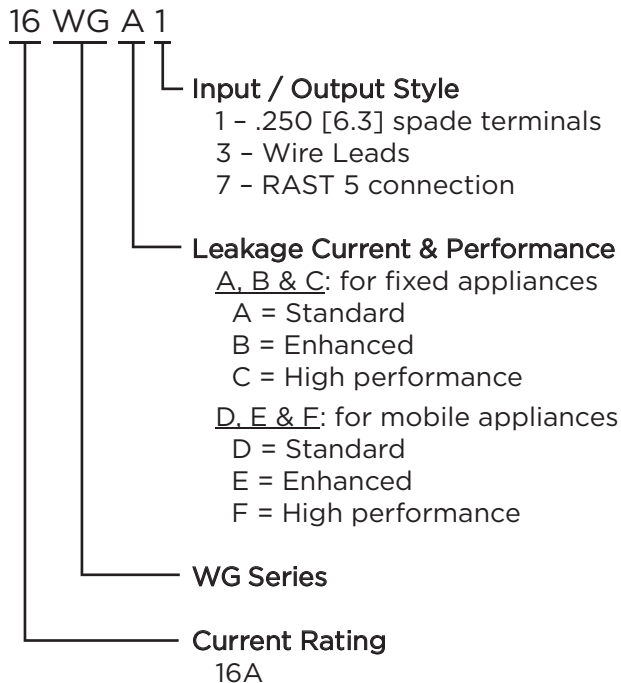 16 WG A 1
Input / Output Style
1 – .250 [6.3] spade terminals
3 – Wire Leads
7 – RAST 5 connection
Leakage Current & Performance
A, B & C: for fixed appliances
A = Standard
B = Enhanced
C = High performance
D, E & F: for mobile appliances
D = Standard
E = Enhanced
F = High performance
WG Series
Current Rating
16A